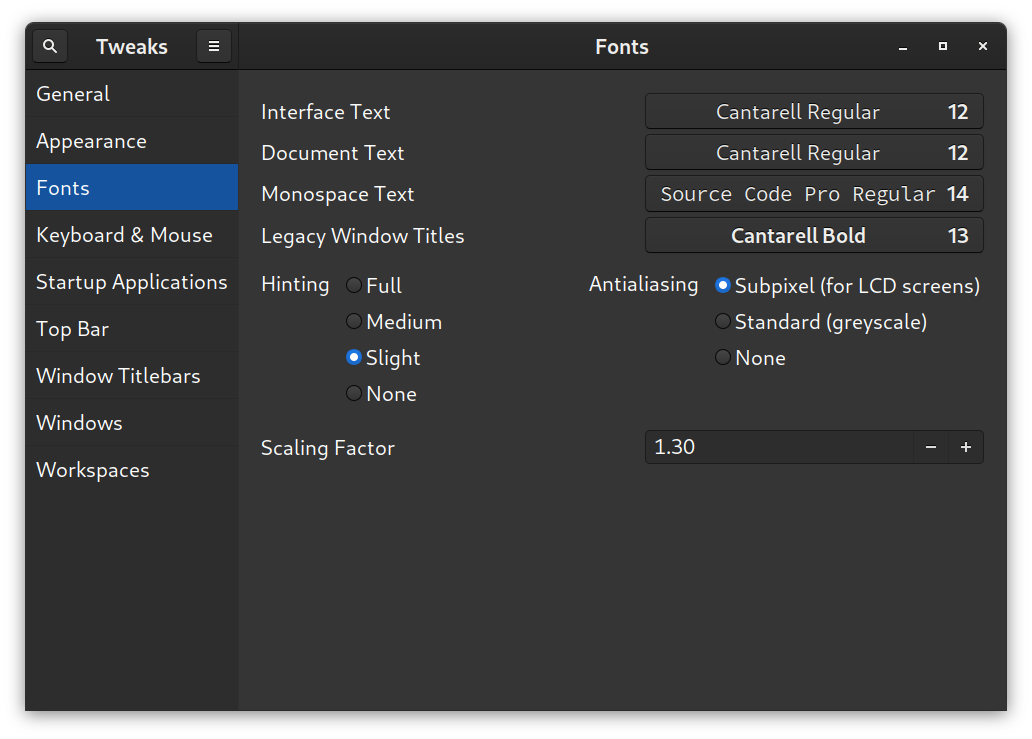 Tweaks
Fonts
General
Appearance
Fonts
Keyboard & Mouse
Startup Applications
Top Bar
Window Titlebars
Windows
Workspaces
Interface Text Cantarell Regular 12
Document Text Cantarell Regular 12
Monospace Text Source Code Pro Regular 14
Legacy Window Titles Cantarell Bold 13
Hinting Full Antialiasing Subpixel (for LCD screens)
Medium Standard (greyscale)
Slight None
None
Scaling Factor 1.30 − +